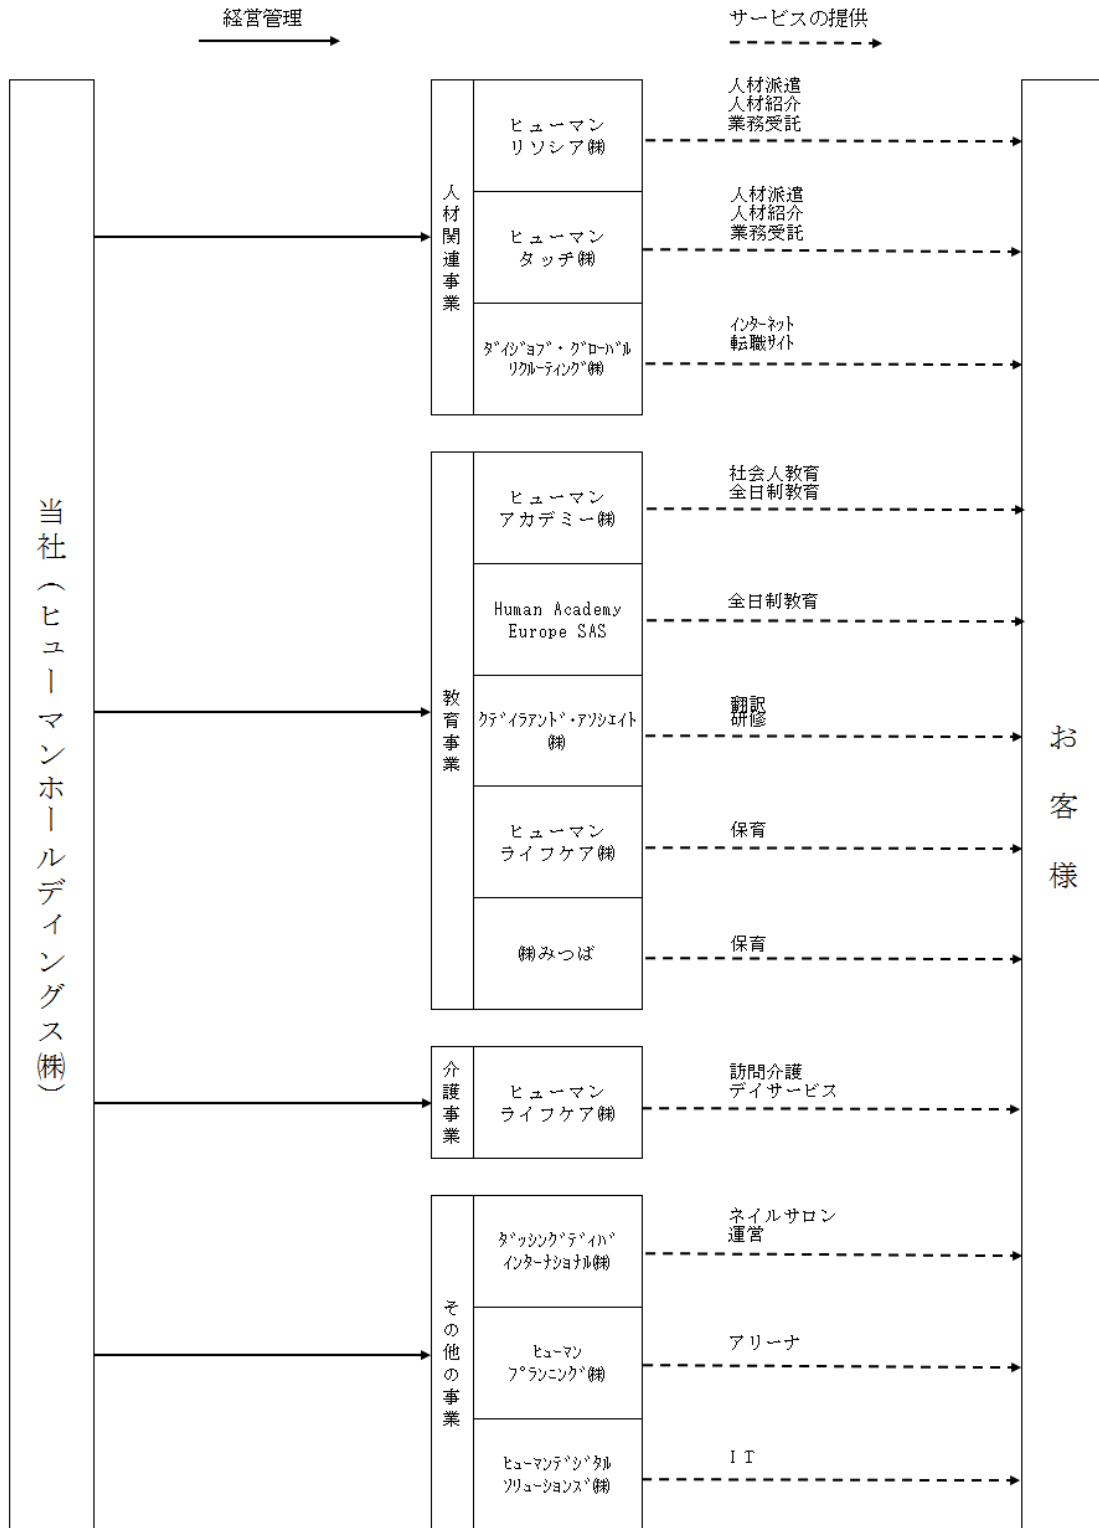 経営管理
サービスの提供
当社（ヒューマンホールディングス㈱）
人材関連事業
ヒューマン
リソシア㈱
人材派遣
人材紹介
業務受託
ヒューマン
タッチ㈱
人材派遣
人材紹介
業務受託
ﾀﾞｲｼﾞｮﾌﾞ・ｸﾞﾛｰﾊﾞﾙ
ﾘｸﾙｰﾃｨﾝｸﾞ㈱
ｲﾝﾀｰﾈｯﾄ
転職ｻｲﾄ
教育事業
ヒューマン
アカデミー㈱
社会人教育
全日制教育
Human Academy
Europe SAS
全日制教育
ｸﾃﾞｲﾗｱﾝﾄﾞ・ｱｿｼｴｲﾄ
㈱
翻訳
研修
ヒューマン
ライフケア㈱
保育
㈱みつば
保育
介護事業
ヒューマン
ライフケア㈱
訪問介護
デイサービス
その他の事業
ﾀﾞｯｼﾝｸﾞﾃﾞｨﾊﾞ
ｲﾝﾀｰﾅｼｮﾅﾙ㈱
ネイルサロン
運営
ﾋｭｰﾏﾝ
ﾌﾟﾗﾝﾆﾝｸﾞ㈱
アリーナ
ﾋｭｰﾏﾝﾃﾞｼﾞﾀﾙ
ｿﾘｭｰｼｮﾝｽﾞ㈱
ＩＴ
お客様